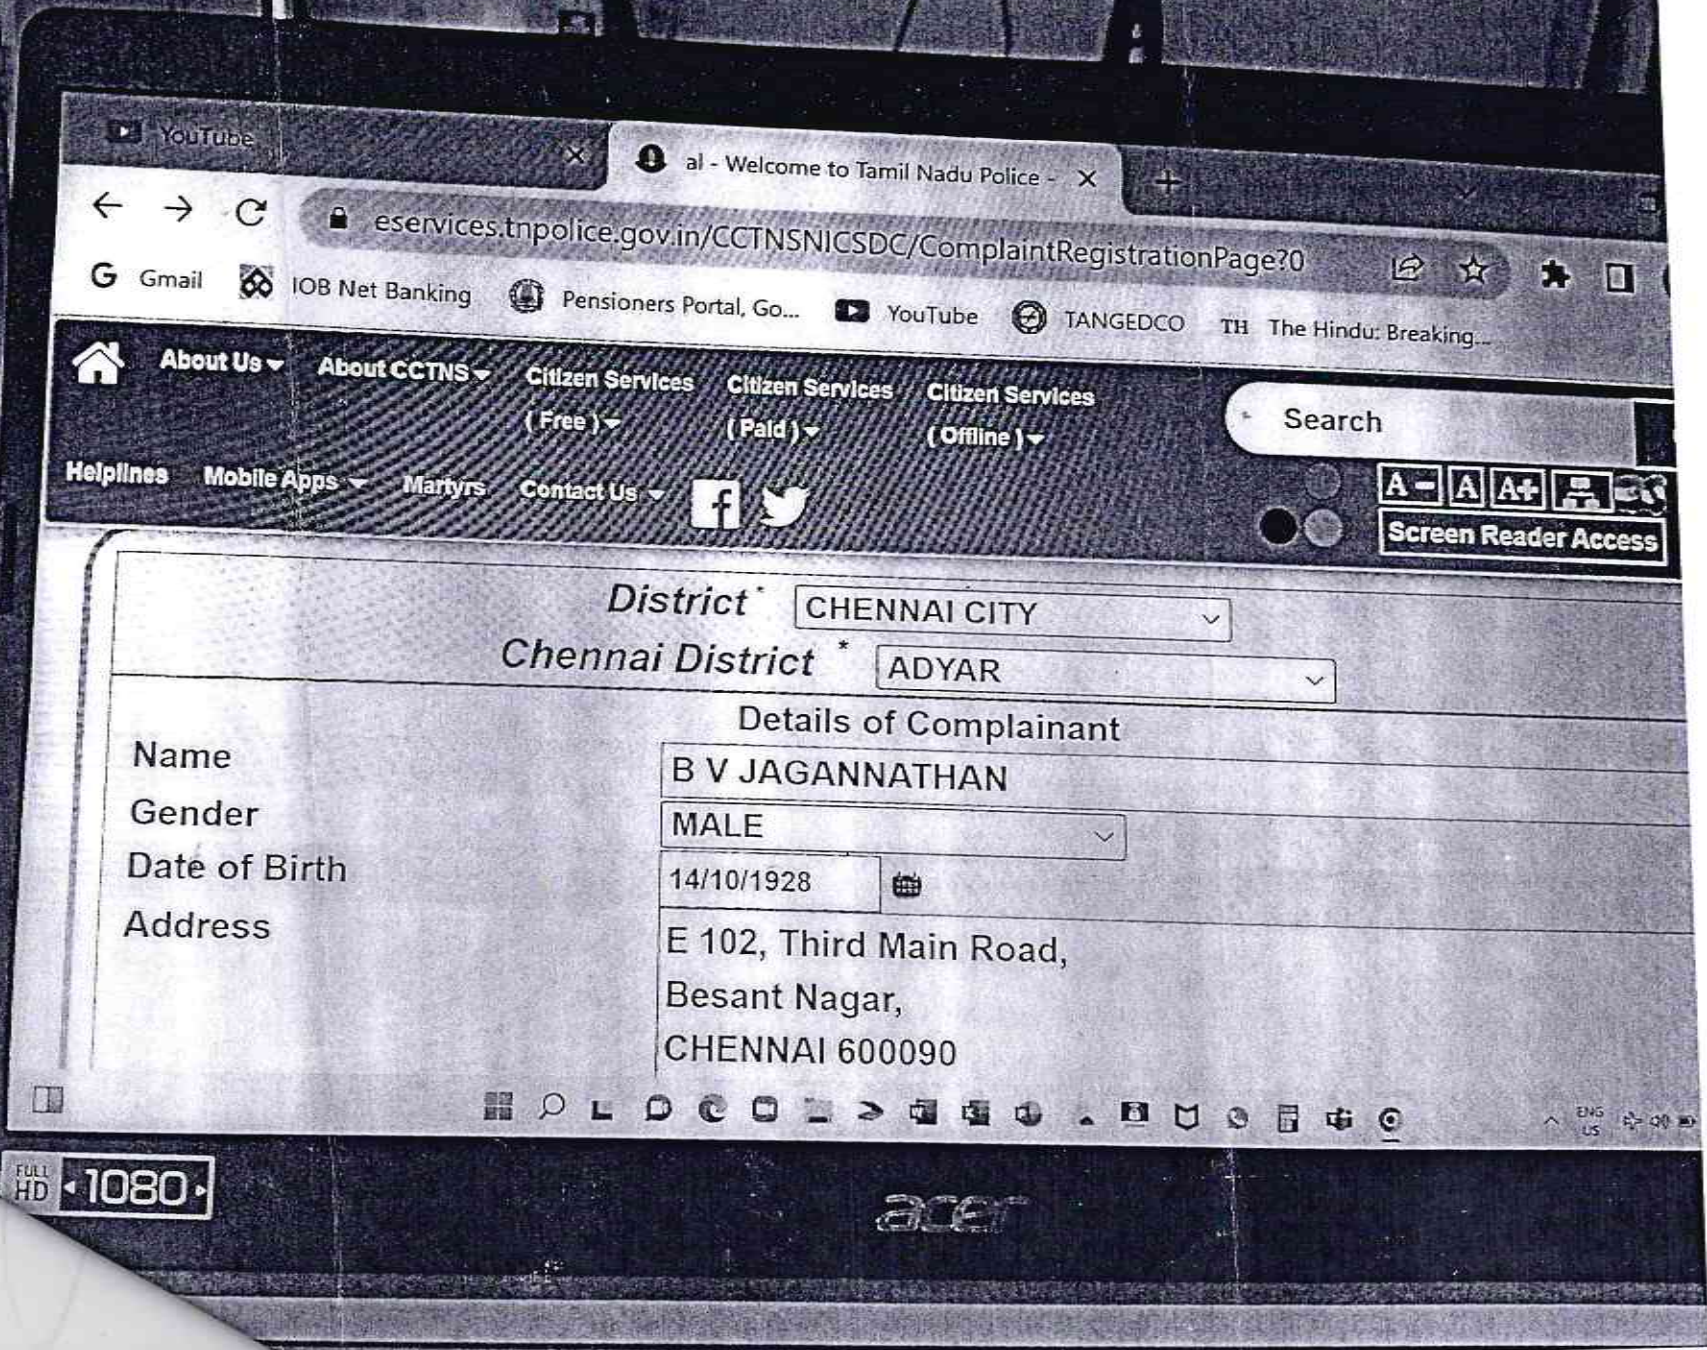 YouTube
al - Welcome to Tamil Nadu Police -
eservices.tnpolice.gov.in/CCTNSNICSDC/ComplaintRegistrationPage?0
G Gmail IOB Net Banking Pensioners Portal, Go... YouTube TANGEDCO TH The Hindu: Breaking...
About Us About CCTNS Citizen Services (Free) Citizen Services (Paid) Citizen Services (Offline) Search
Helplines Mobile Apps Martyrs Contact Us A- A A+
Screen Reader Access
District * CHENNAI CITY
Chennai District * ADYAR
Details of Complainant
Name B V JAGANNATHAN
Gender MALE
Date of Birth 14/10/1928
Address E 102, Third Main Road,
Besant Nagar,
CHENNAI 600090
ENG
US
FULL HD 1080
acer